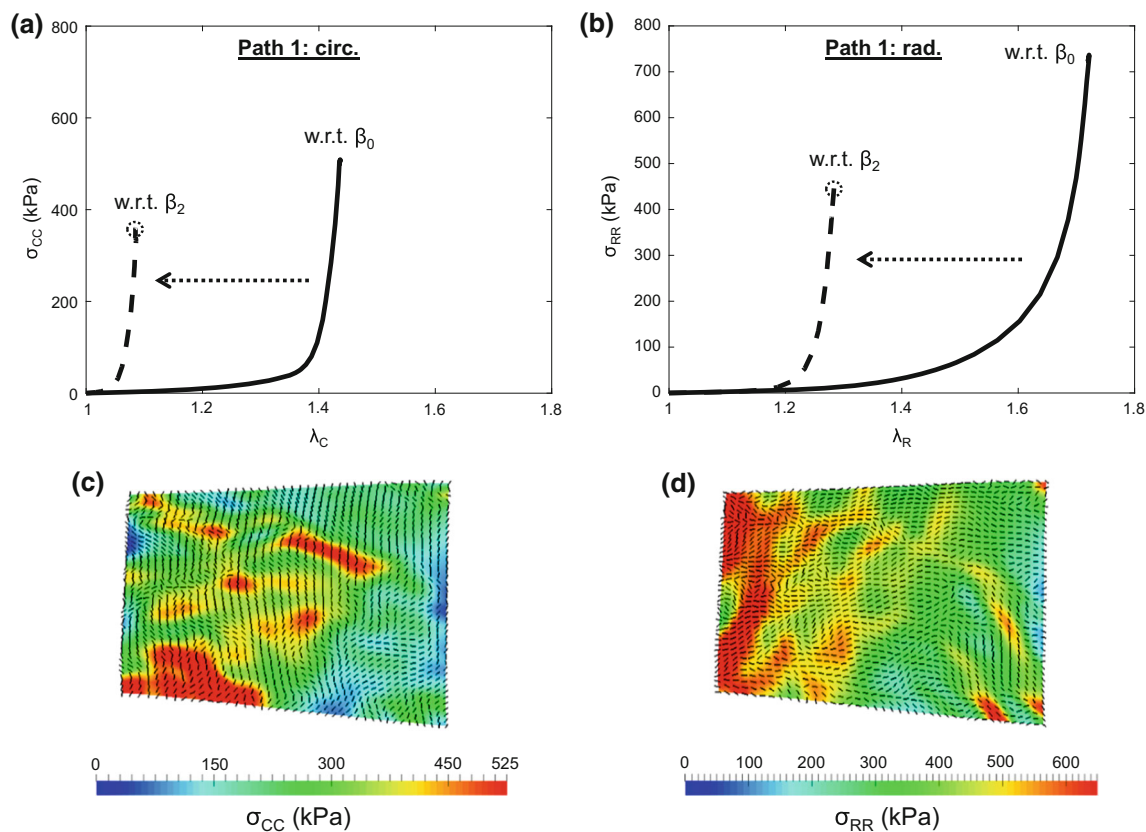 (a)
Path 1: circ.
800
600
400
200
0
σCC (kPa)
w.r.t. β0
w.r.t. β2
1
1.2
1.4
1.6
1.8
λC
(b)
Path 1: rad.
800
700
600
500
400
300
200
100
0
σRR (kPa)
w.r.t. β0
w.r.t. β2
1
1.2
1.4
1.6
1.8
λR
(c)
0 150 300 450 525
σCC (kPa)
(d)
0 100 200 300 400 600
σRR (kPa)